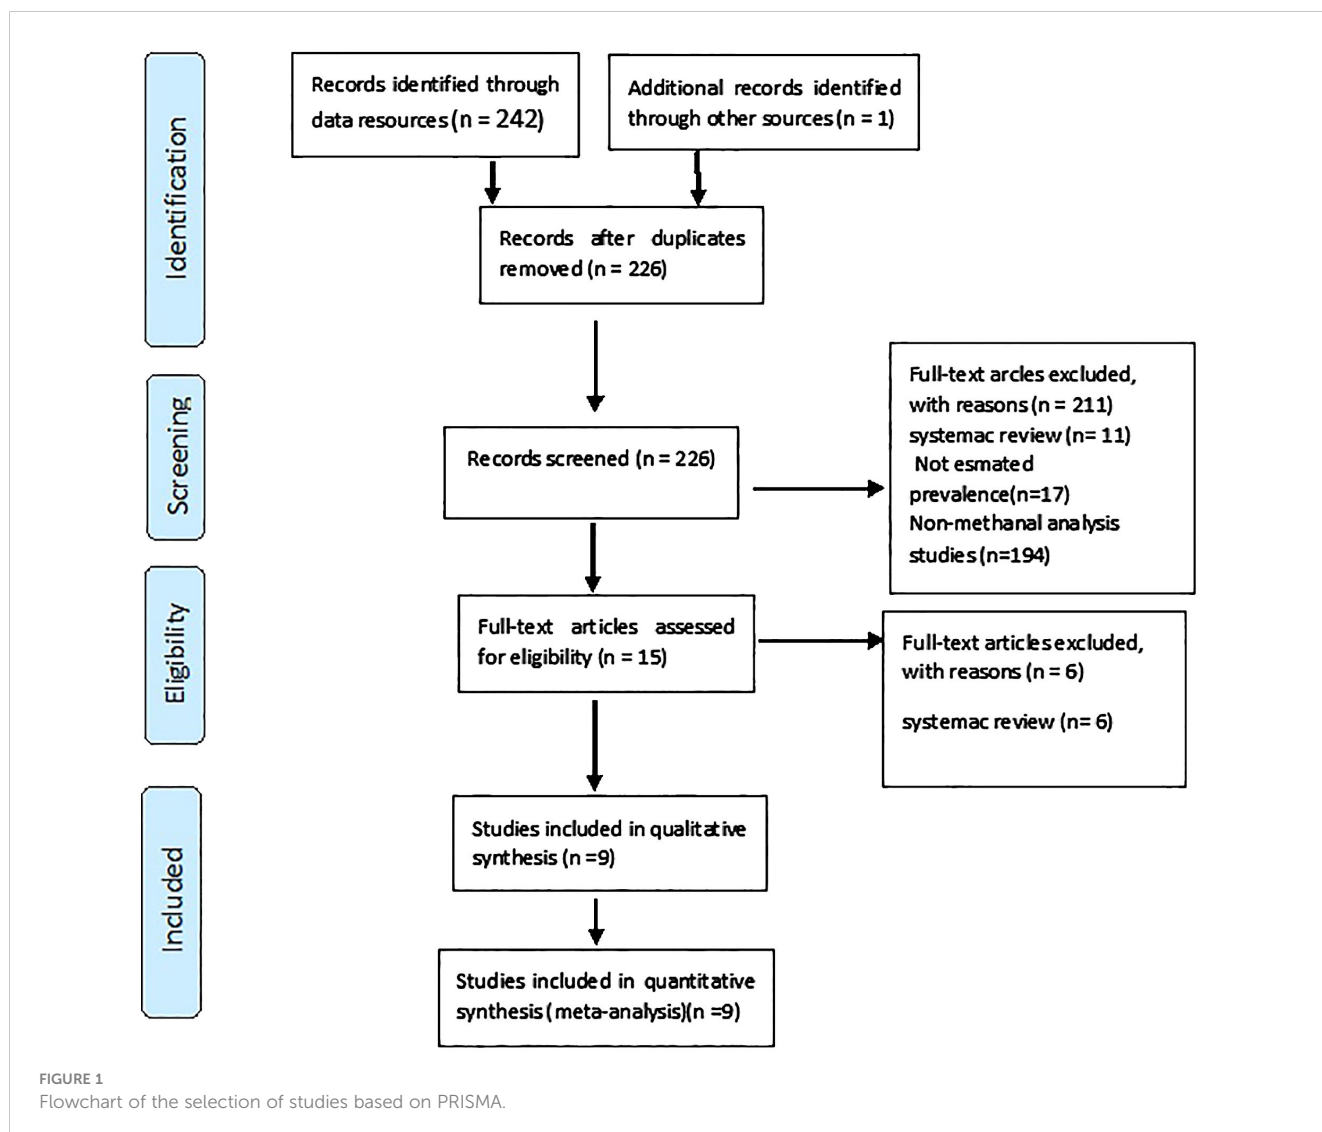 Identification
Records identified through
data resources (n = 242)
Additional records identified
through other sources (n = 1)
Records after duplicates
removed (n = 226)
Screening
Records screened (n = 226)
Full-text arcles excluded,
with reasons (n = 211)
systemac review (n= 11)
Not esmated
prevalence(n=17)
Non-methanal analysis
studies (n=194)
Eligibility
Full-text articles assessed
for eligibility (n = 15)
Full-text articles excluded,
with reasons (n = 6)
systemac review (n= 6)
Included
Studies included in qualitative
synthesis (n =9)
Studies included in quantitative
synthesis (meta-analysis)(n =9)
FIGURE 1
Flowchart of the selection of studies based on PRISMA.